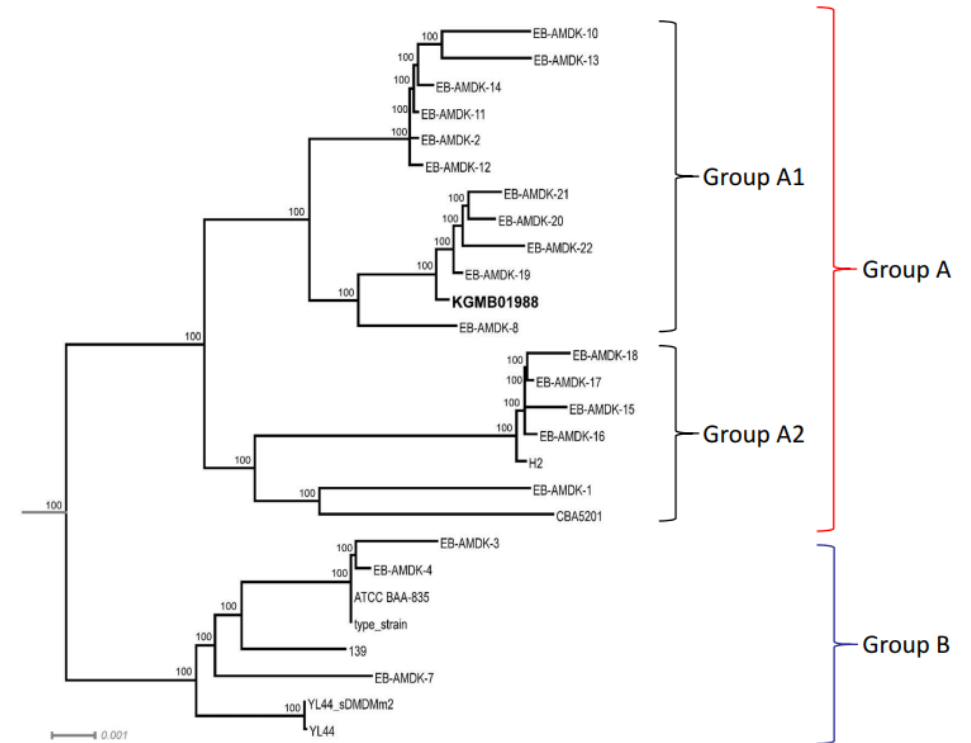 100 EB-AMDK-10
100 EB-AMDK-13
100 EB-AMDK-14
100 EB-AMDK-11
100 EB-AMDK-2
EB-AMDK-12
Group A1
100 EB-AMDK-21
100 EB-AMDK-20
100
100 EB-AMDK-22
100 EB-AMDK-19
KGMB01988
100 EB-AMDK-8
Group A
100 EB-AMDK-18
100 EB-AMDK-17
100 EB-AMDK-15
100 EB-AMDK-16
Group A2
100 H2
100 EB-AMDK-1
100 CBA5201
100
100 EB-AMDK-3
100 EB-AMDK-4
ATCC BAA-835
100 type_strain
100 139
Group B
100 EB-AMDK-7
100 YL44_sDMDMm2
YL44
0.001